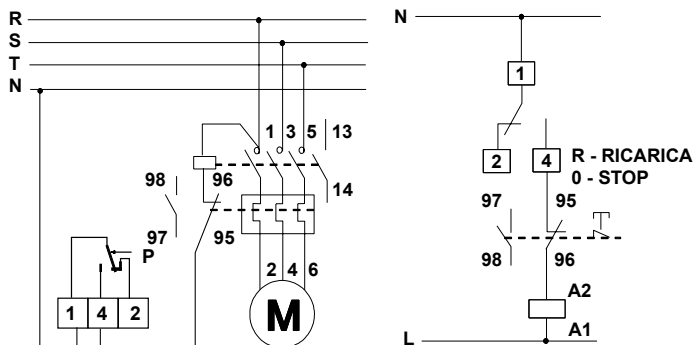 R
S
T
N
1 3 5 13
14
98
96
97
95
P
2 4 6
1 4 2
M
N
1
2 4 R - RICARICA
0 - STOP
97 95
98 96
A2
A1
L